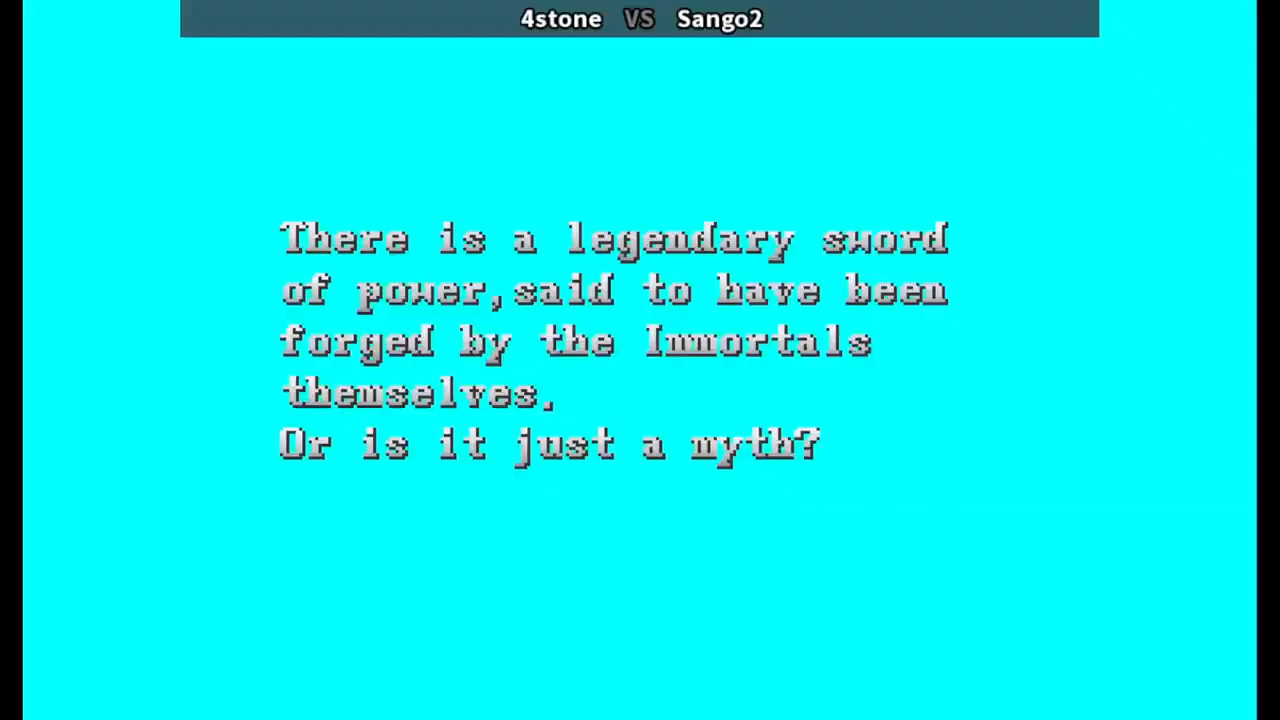 4stone VS Sango2
There is a legendary sword
of power,said to have been
forged by the Immortals
themselves.
Or is it just a myth?